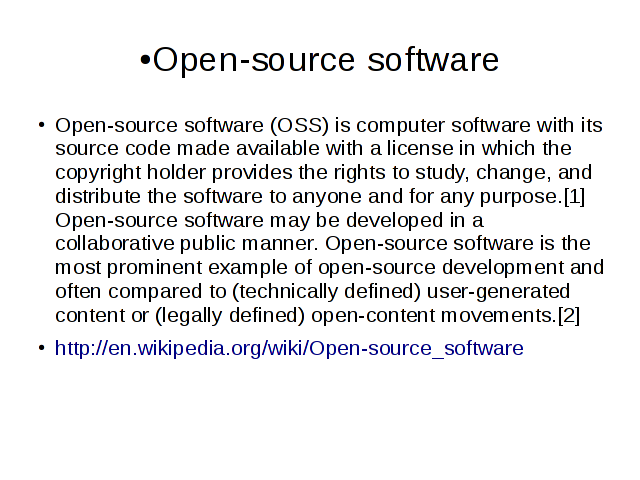 •Open-source software
• Open-source software (OSS) is computer software with its
source code made available with a license in which the
copyright holder provides the rights to study, change, and
distribute the software to anyone and for any purpose.[1]
Open-source software may be developed in a
collaborative public manner. Open-source software is the
most prominent example of open-source development and
often compared to (technically defined) user-generated
content or (legally defined) open-content movements.[2]
• http://en.wikipedia.org/wiki/Open-source_software